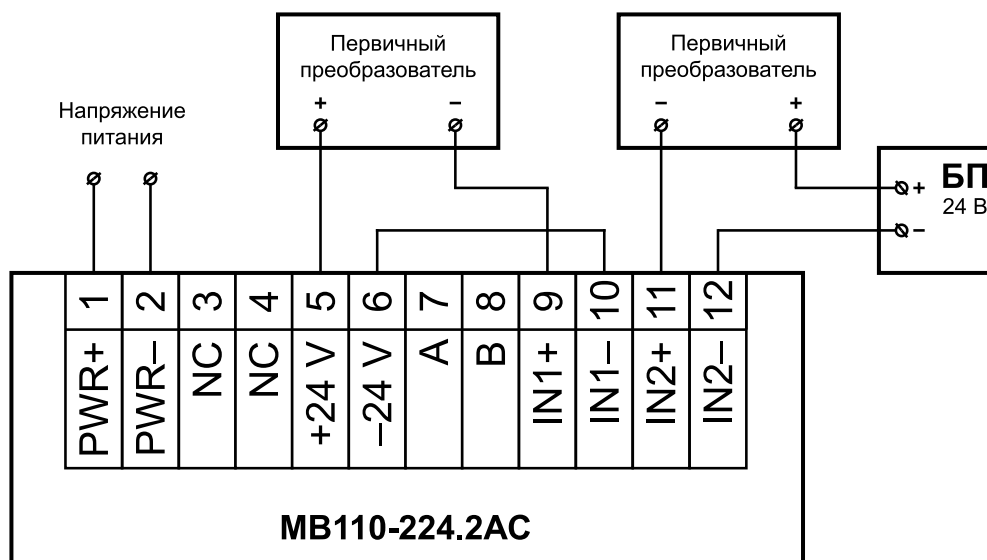 Первичный
преобразователь
+ –
Первичный
преобразователь
– +
Напряжение
питания
БП
24 В
+
–
1 2 3 4 5 6 7 8 9 10 11 12
PWR+ PWR– NC NC +24 V –24 V A B IN1+ IN1– IN2+ IN2–
МВ110-224.2АС